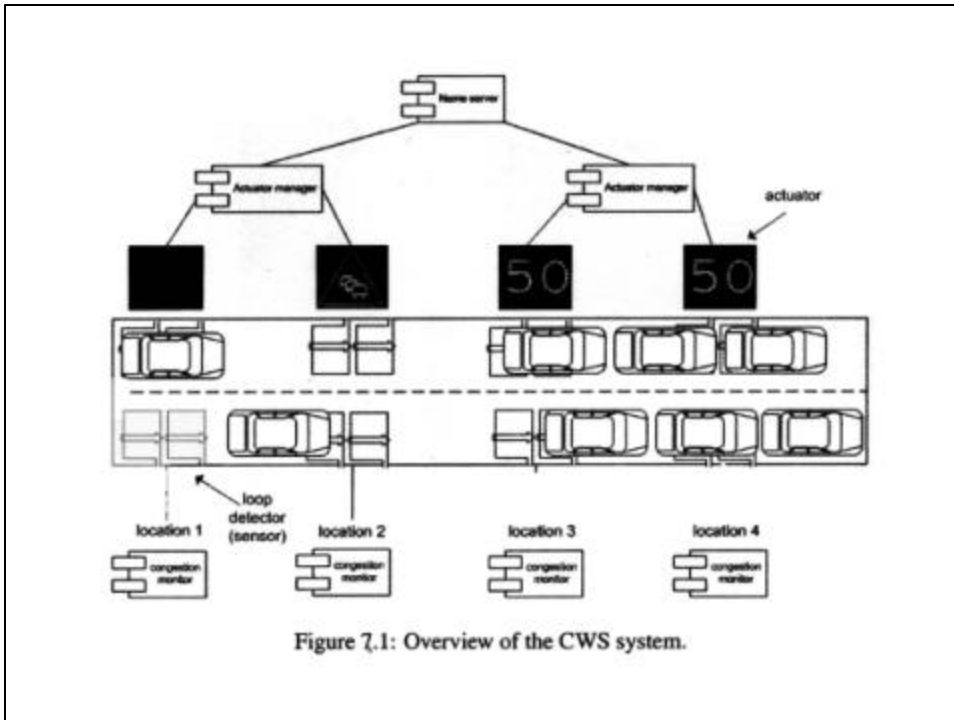 Name server
Actuator manager
Actuator manager
actuator
50
50
loop
detector
(sensor)
location 1
location 2
location 3
location 4
congestion
monitor
congestion
monitor
congestion
monitor
congestion
monitor
Figure 7.1: Overview of the CWS system.